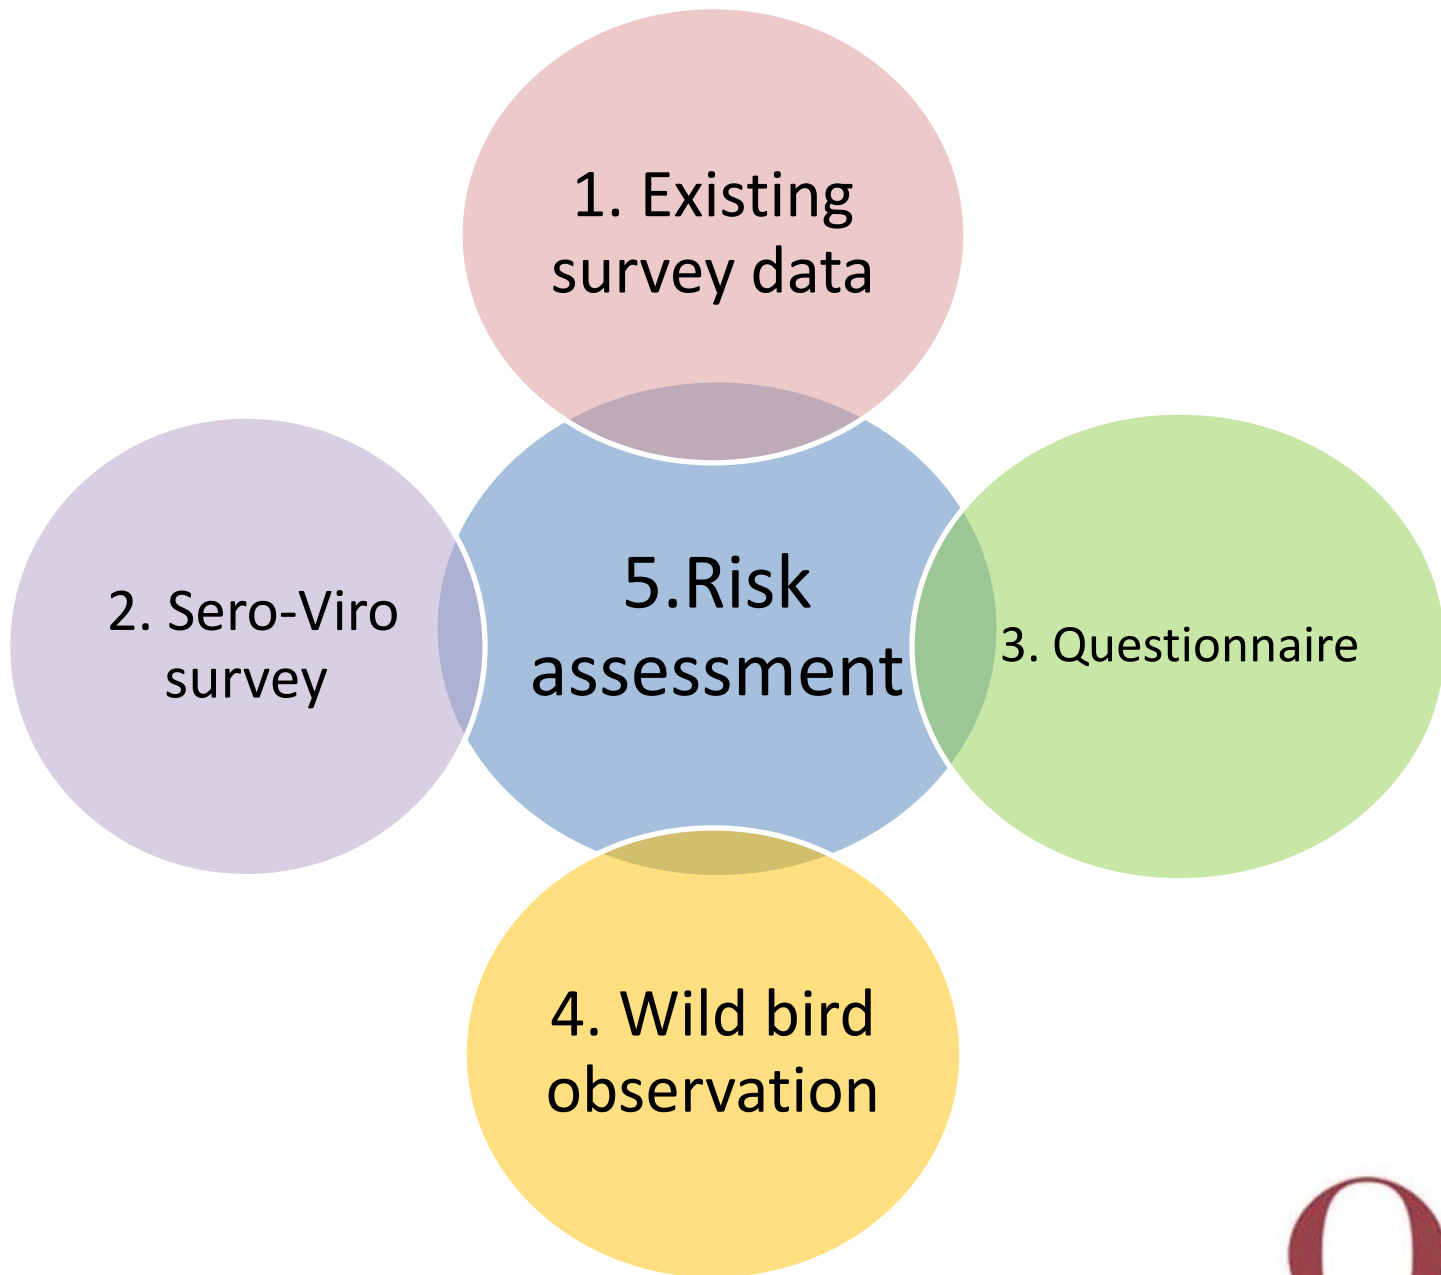 1. Existing
survey data
2. Sero-Viro
survey
5.Risk
assessment
3. Questionnaire
4. Wild bird
observation